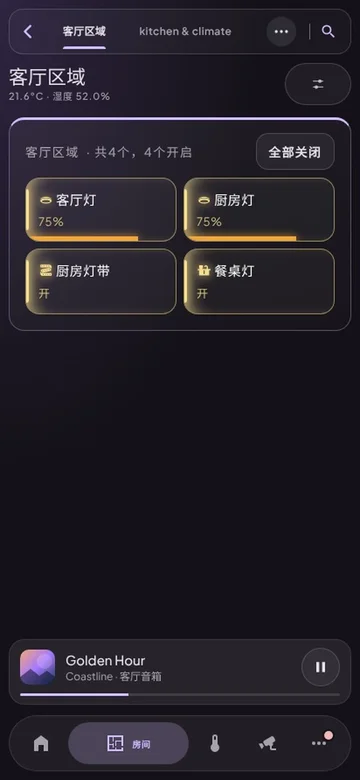 客厅区域 kitchen & climate
客厅区域
21.6°C · 湿度 52.0%
客厅区域 · 共4个，4个开启 全部关闭
客厅灯 厨房灯
75% 75%
厨房灯带 餐桌灯
开 开
Golden Hour
Coastline · 客厅音箱
房间